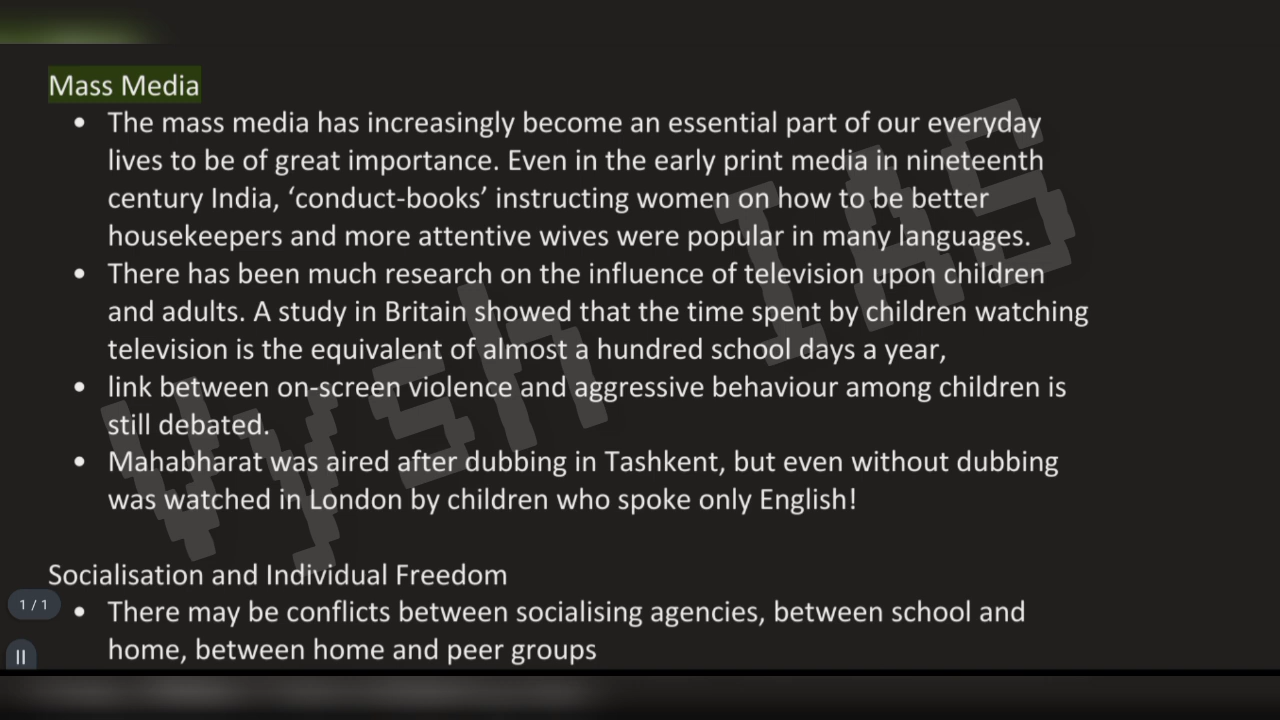 Mass Media
• The mass media has increasingly become an essential part of our everyday
lives to be of great importance. Even in the early print media in nineteenth
century India, ‘conduct-books’ instructing women on how to be better
housekeepers and more attentive wives were popular in many languages.
• There has been much research on the influence of television upon children
and adults. A study in Britain showed that the time spent by children watching
television is the equivalent of almost a hundred school days a year,
• link between on-screen violence and aggressive behaviour among children is
still debated.
• Mahabharat was aired after dubbing in Tashkent, but even without dubbing
was watched in London by children who spoke only English!
Socialisation and Individual Freedom
1 / 1
• There may be conflicts between socialising agencies, between school and
home, between home and peer groups
Vysh IAS